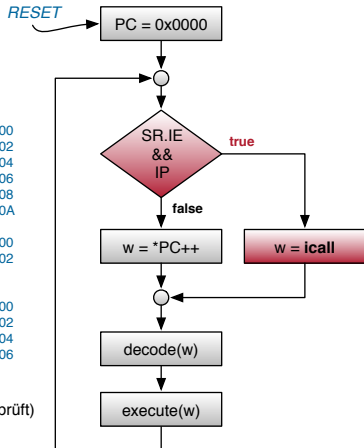 RESET
PC = 0x0000
SR.IE
&&
IP
true
false
w = *PC++
w = icall
decode(w)
execute(w)
00
02
04
06
08
0A
00
02
00
02
04
06
prüft)